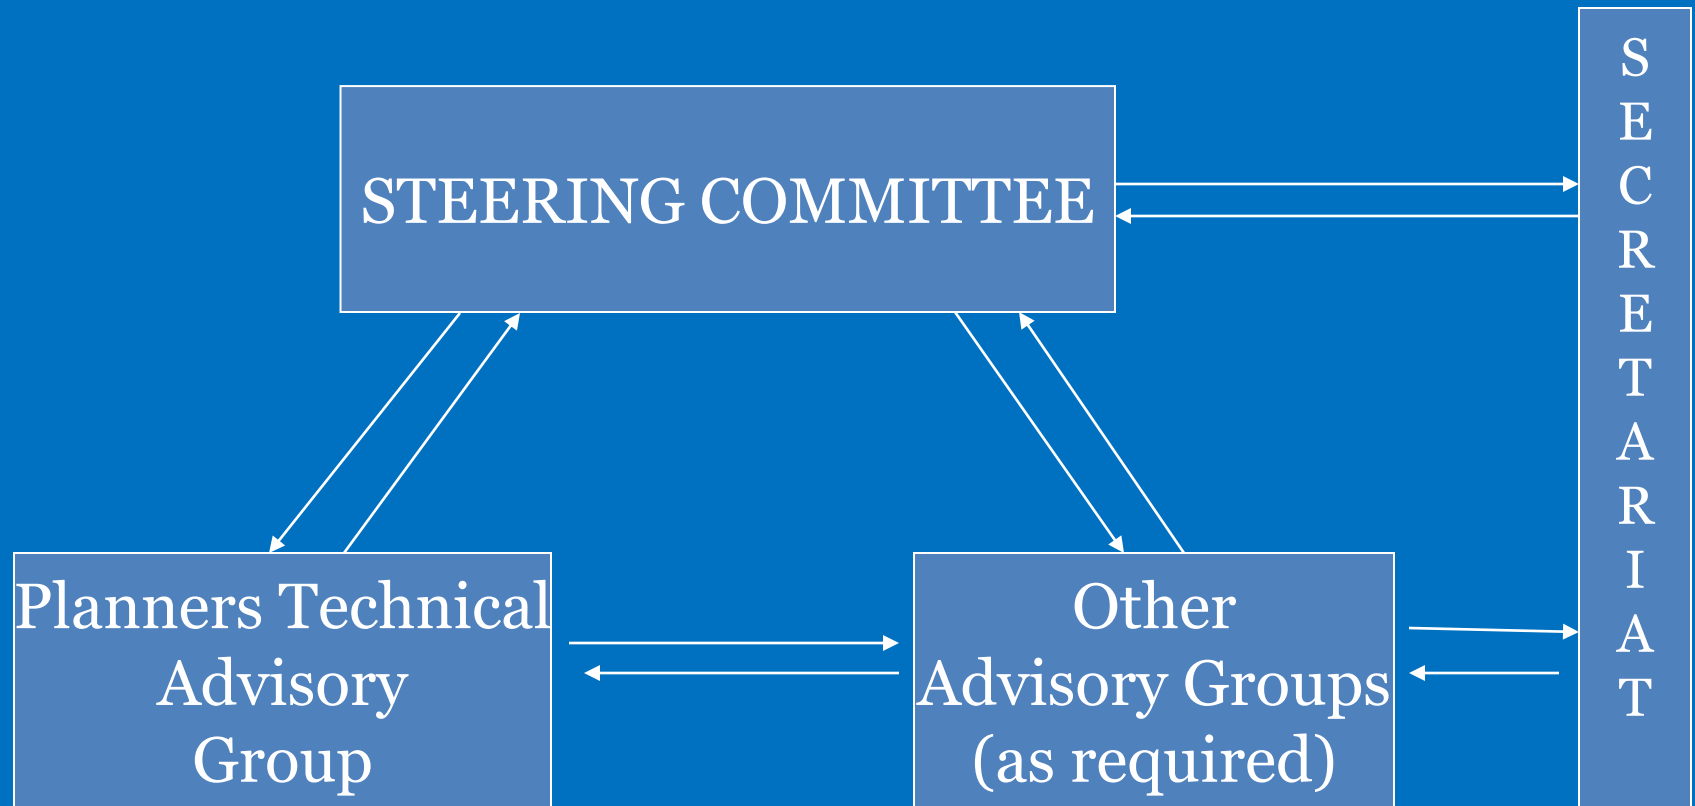 STEERING COMMITTEE
Planners Technical
Advisory
Group
Other
Advisory Groups
(as required)
S
E
C
R
E
T
A
R
I
A
T